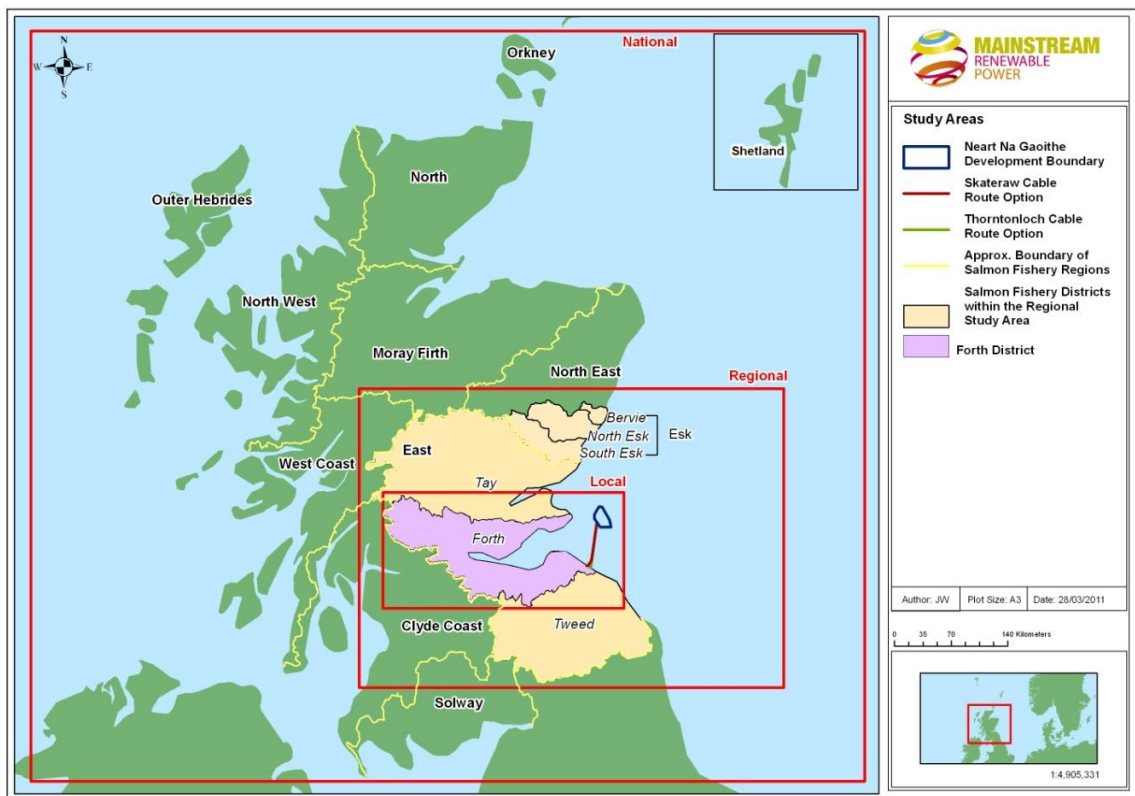 National
Orkney
N
W
E
S
Shetland
North
Outer Hebrides
North West
Moray Firth
North East
Regional
Bervie
North Esk
South Esk
Esk
East
West Coast
Tay
Local
Forth
Clyde Coast
Tweed
Solway
MAINSTREAM
RENEWABLE
POWER
Study Areas
Neart Na Gaoithe
Development Boundary
Skateraw Cable
Route Option
Thorntonloch Cable
Route Option
Approx. Boundary of
Salmon Fishery Regions
Salmon Fishery Districts
within the Regional
Study Area
Forth District
Author: JW Plot Size: A3 Date: 28/03/2011
0 35 70 140 Kilometers
1:4,905,331